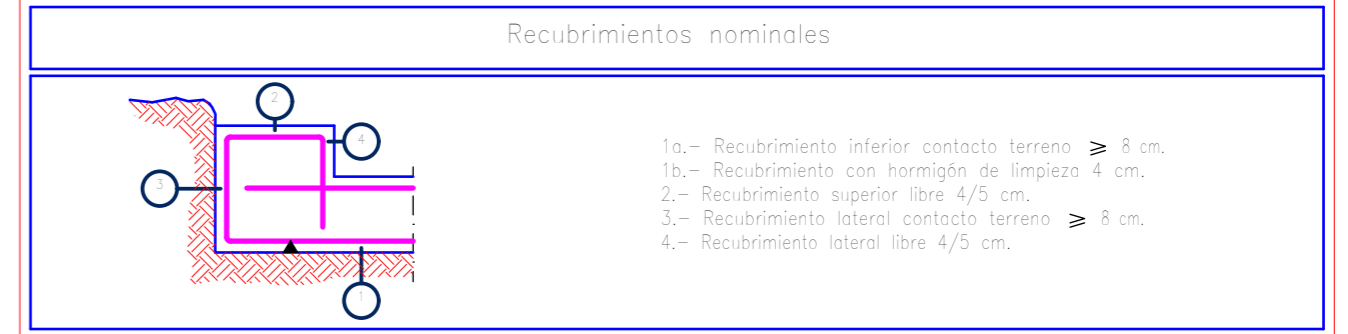 Recubrimientos nominales
2
4
3
1
1a.- Recubrimiento inferior contacto terreno ⩾ 8 cm.
1b.- Recubrimiento con hormigón de limpieza 4 cm.
2.- Recubrimiento superior libre 4/5 cm.
3.- Recubrimiento lateral contacto terreno ⩾ 8 cm.
4.- Recubrimiento lateral libre 4/5 cm.